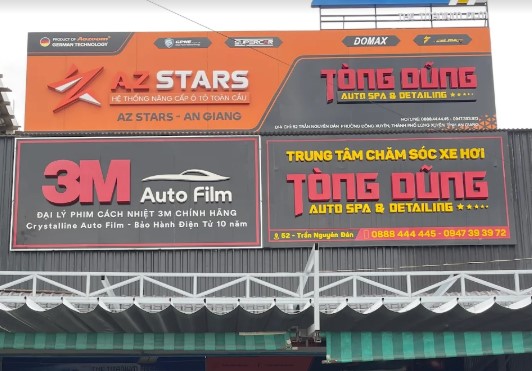 PRODUCT OF
GERMAN TECHNOLOGY
DOMAX
AZ STARS
HỆ THỐNG NÂNG CẤP Ô TÔ TOÀN CẦU
AZ STARS - AN GIANG
TÒNG DŨNG
AUTO SPA & DETAILING
3M
Auto Film
ĐẠI LÝ PHIM CÁCH NHIỆT 3M CHÍNH HÃNG
Crystalline Auto Film - Bảo Hành Điện Tử 10 năm
TRUNG TÂM CHĂM SÓC XE HƠI
TÒNG DŨNG
AUTO SPA & DETAILING
52 - Trần Nguyên Đán
0888 444 445 - 0947 39 39 72